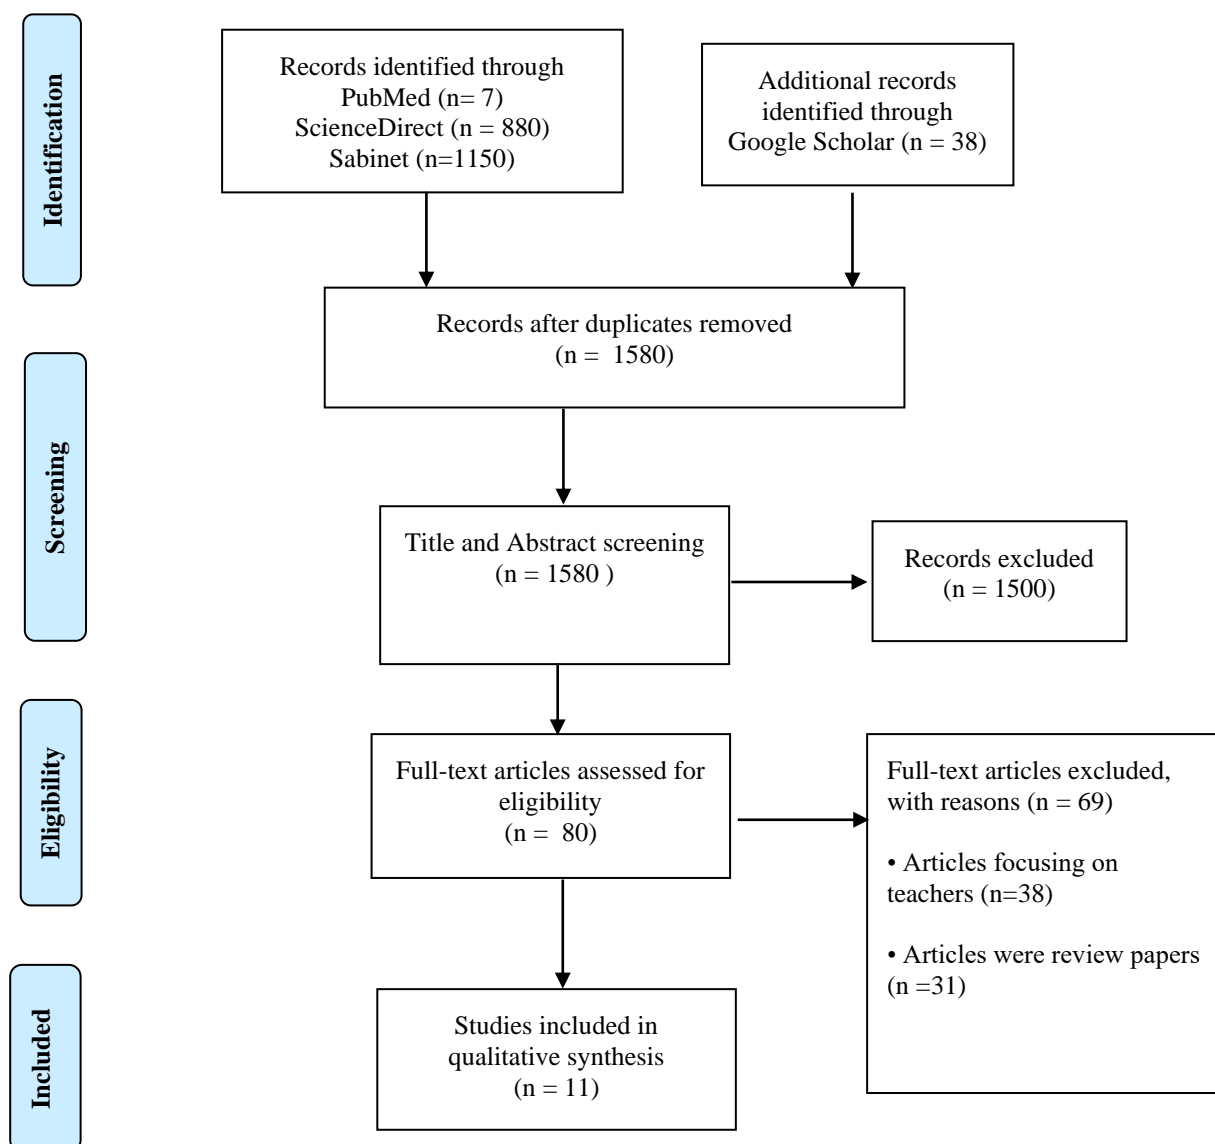 Identification
Records identified through
PubMed (n= 7)
ScienceDirect (n = 880)
Sabinet (n=1150)
Additional records
identified through
Google Scholar (n = 38)
Records after duplicates removed
(n =  1580)
Screening
Title and Abstract screening
(n = 1580 )
Records excluded
(n = 1500)
Eligibility
Full-text articles assessed for
eligibility
(n =  80)
Full-text articles excluded,
with reasons (n = 69)
• Articles focusing on
teachers (n=38)
• Articles were review papers
(n =31)
Included
Studies included in
qualitative synthesis
(n = 11)